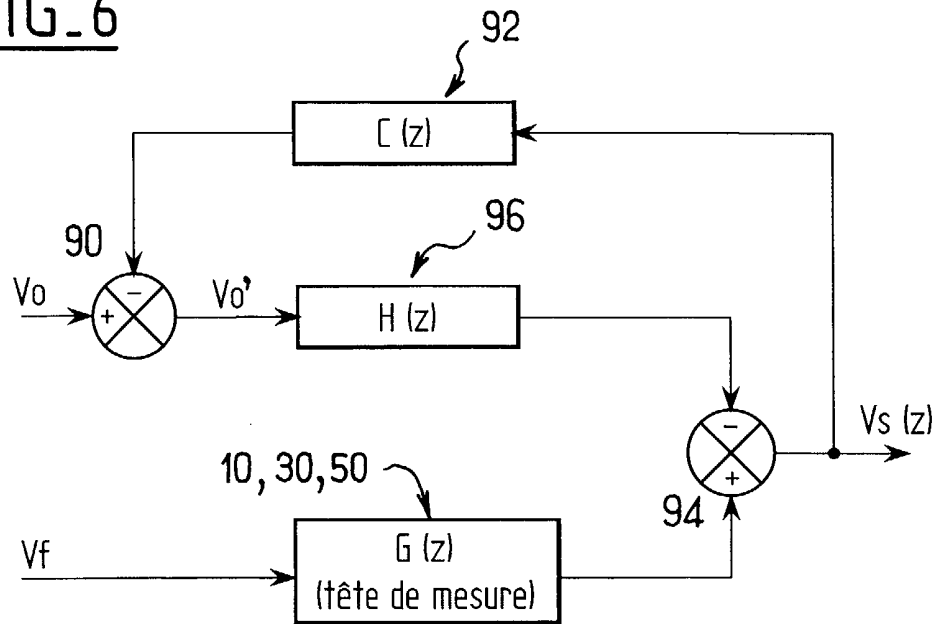 IG_6
92
C (z)
96
90
Vo
+
−
Vo'
H (z)
−
Vs (z)
+
94
10, 30, 50
Vf
G (z)
(tête de mesure)